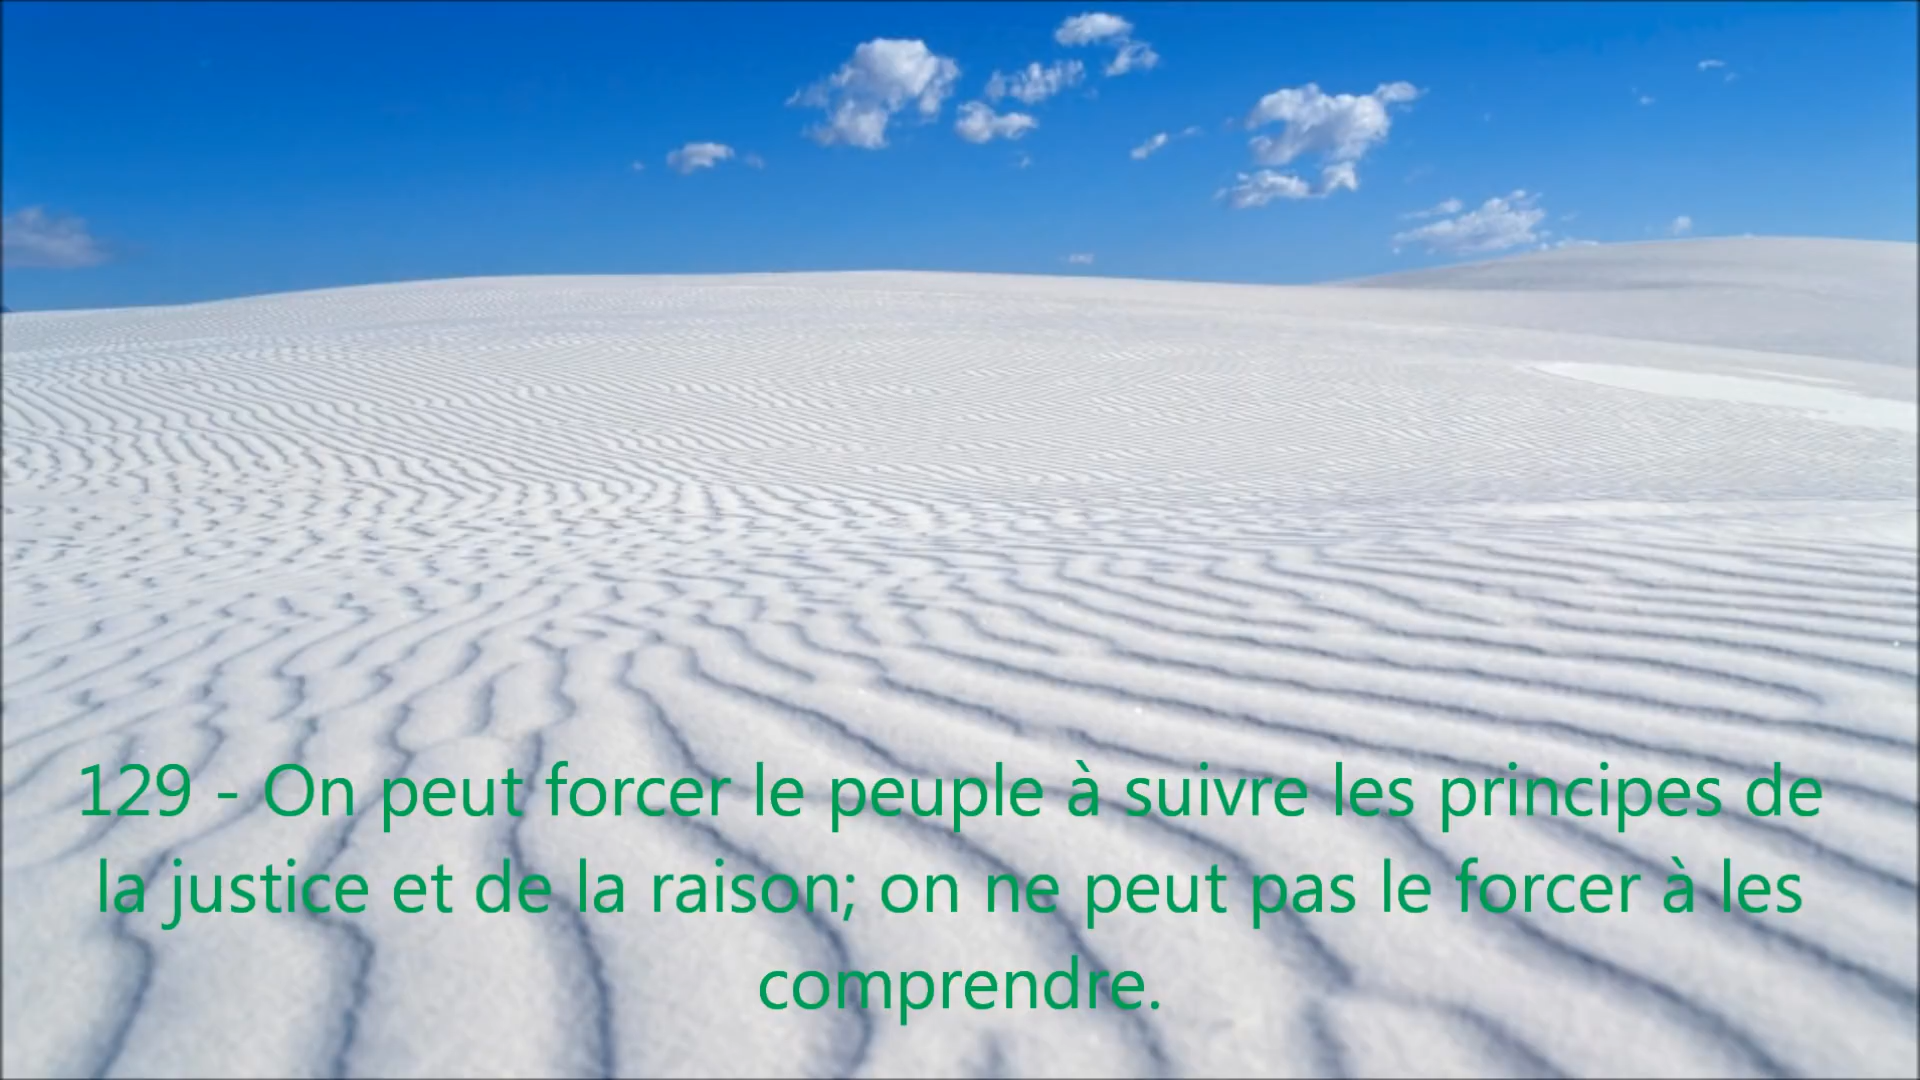 129 - On peut forcer le peuple à suivre les principes de
la justice et de la raison; on ne peut pas le forcer à les
comprendre.